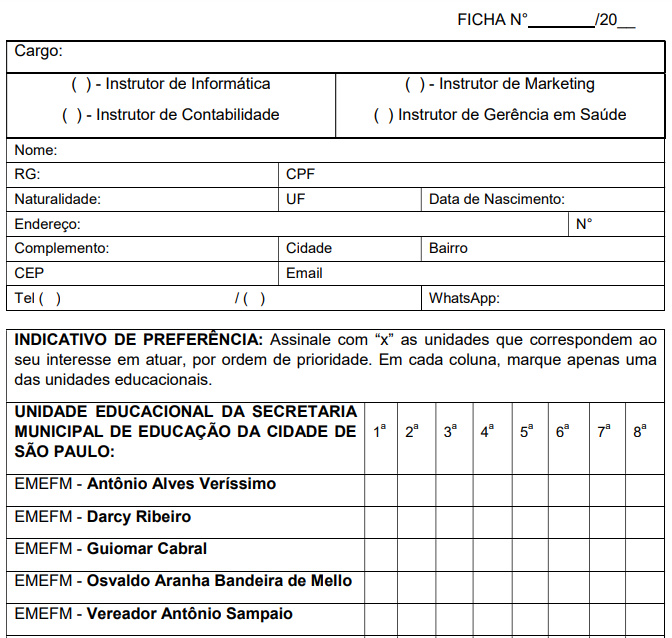 FICHA N°________/20__
Cargo:
( ) - Instrutor de Informática
( ) - Instrutor de Marketing
( ) - Instrutor de Contabilidade
( ) Instrutor de Gerência em Saúde
Nome:
RG: CPF
Naturalidade: UF Data de Nascimento:
Endereço: N°
Complemento: Cidade Bairro
CEP Email
Tel ( ) / ( ) WhatsApp:
INDICATIVO DE PREFERÊNCIA: Assinale com “x” as unidades que correspondem ao
seu interesse em atuar, por ordem de prioridade. Em cada coluna, marque apenas uma
das unidades educacionais.
UNIDADE EDUCACIONAL DA SECRETARIA
MUNICIPAL DE EDUCAÇÃO DA CIDADE DE
SÃO PAULO:
1ª 2ª 3ª 4ª 5ª 6ª 7ª 8ª
EMEFM - Antônio Alves Veríssimo
EMEFM - Darcy Ribeiro
EMEFM - Guiomar Cabral
EMEFM - Osvaldo Aranha Bandeira de Mello
EMEFM - Vereador Antônio Sampaio